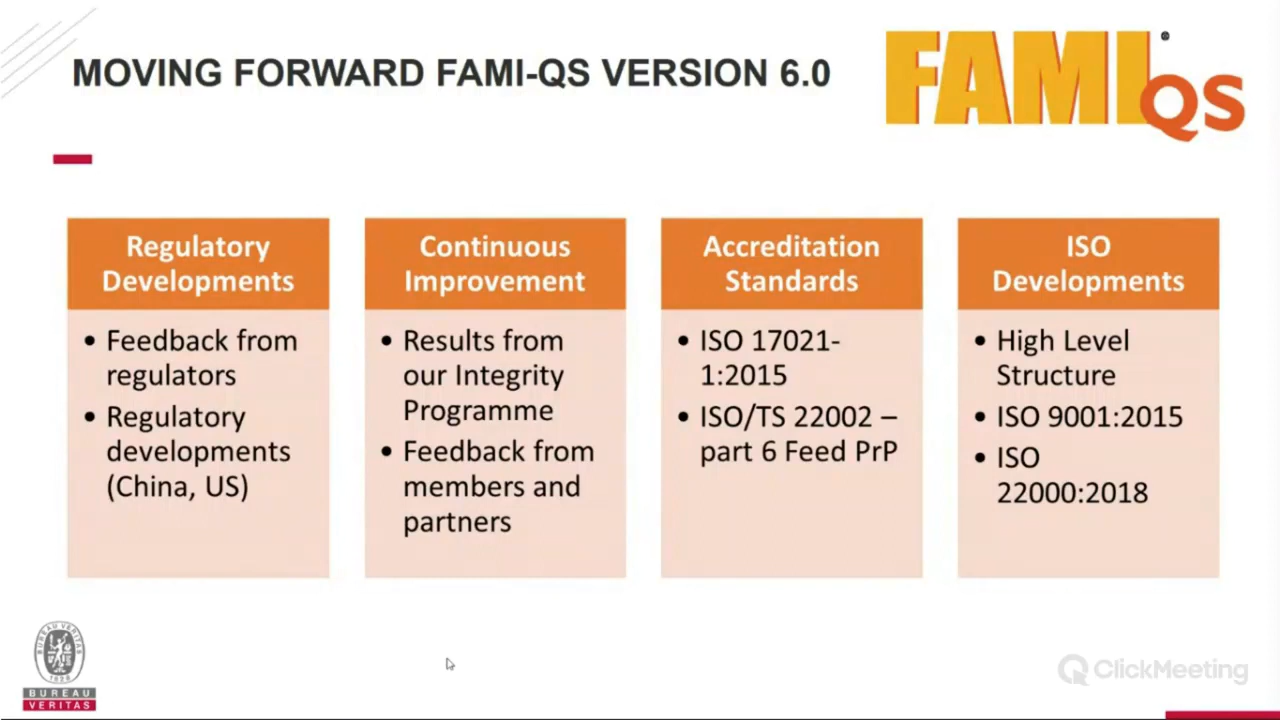 MOVING FORWARD FAMI-QS VERSION 6.0
FAMI QS
®
Regulatory
Developments
• Feedback from
regulators
• Regulatory
developments
(China, US)
Continuous
Improvement
• Results from
our Integrity
Programme
• Feedback from
members and
partners
Accreditation
Standards
• ISO 17021-
1:2015
• ISO/TS 22002 –
part 6 Feed PrP
ISO
Developments
• High Level
Structure
• ISO 9001:2015
• ISO
22000:2018
BUREAU VERITAS
1828
BUREAU
VERITAS
ClickMeeting